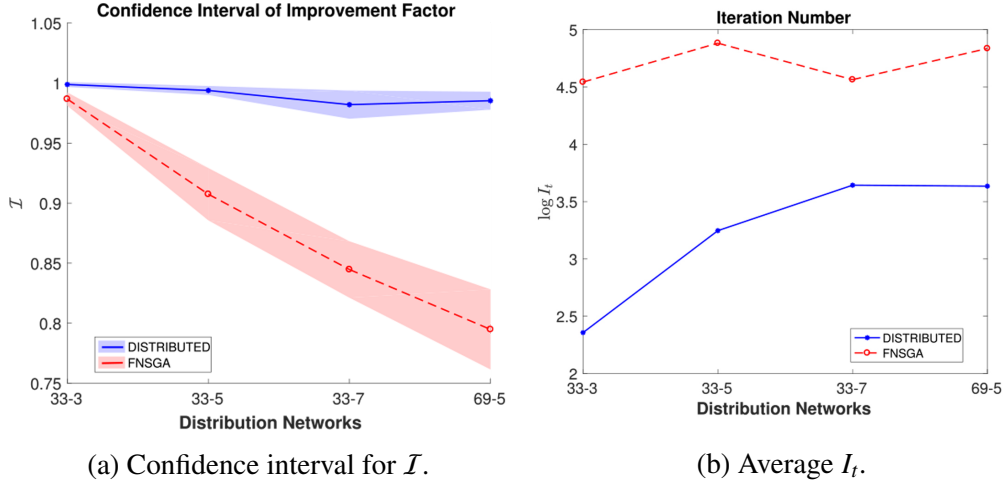 Confidence Interval of Improvement Factor
1.05
1
0.95
0.9
0.85
0.8
0.75
ℐ
DISTRIBUTED
FNSGA
33-3 33-5 33-7 69-5
Distribution Networks
(a) Confidence interval for ℐ.
Iteration Number
5
4.5
4
3.5
3
2.5
2
log I_t
DISTRIBUTED
FNSGA
33-3 33-5 33-7 69-5
Distribution Networks
(b) Average I_t.